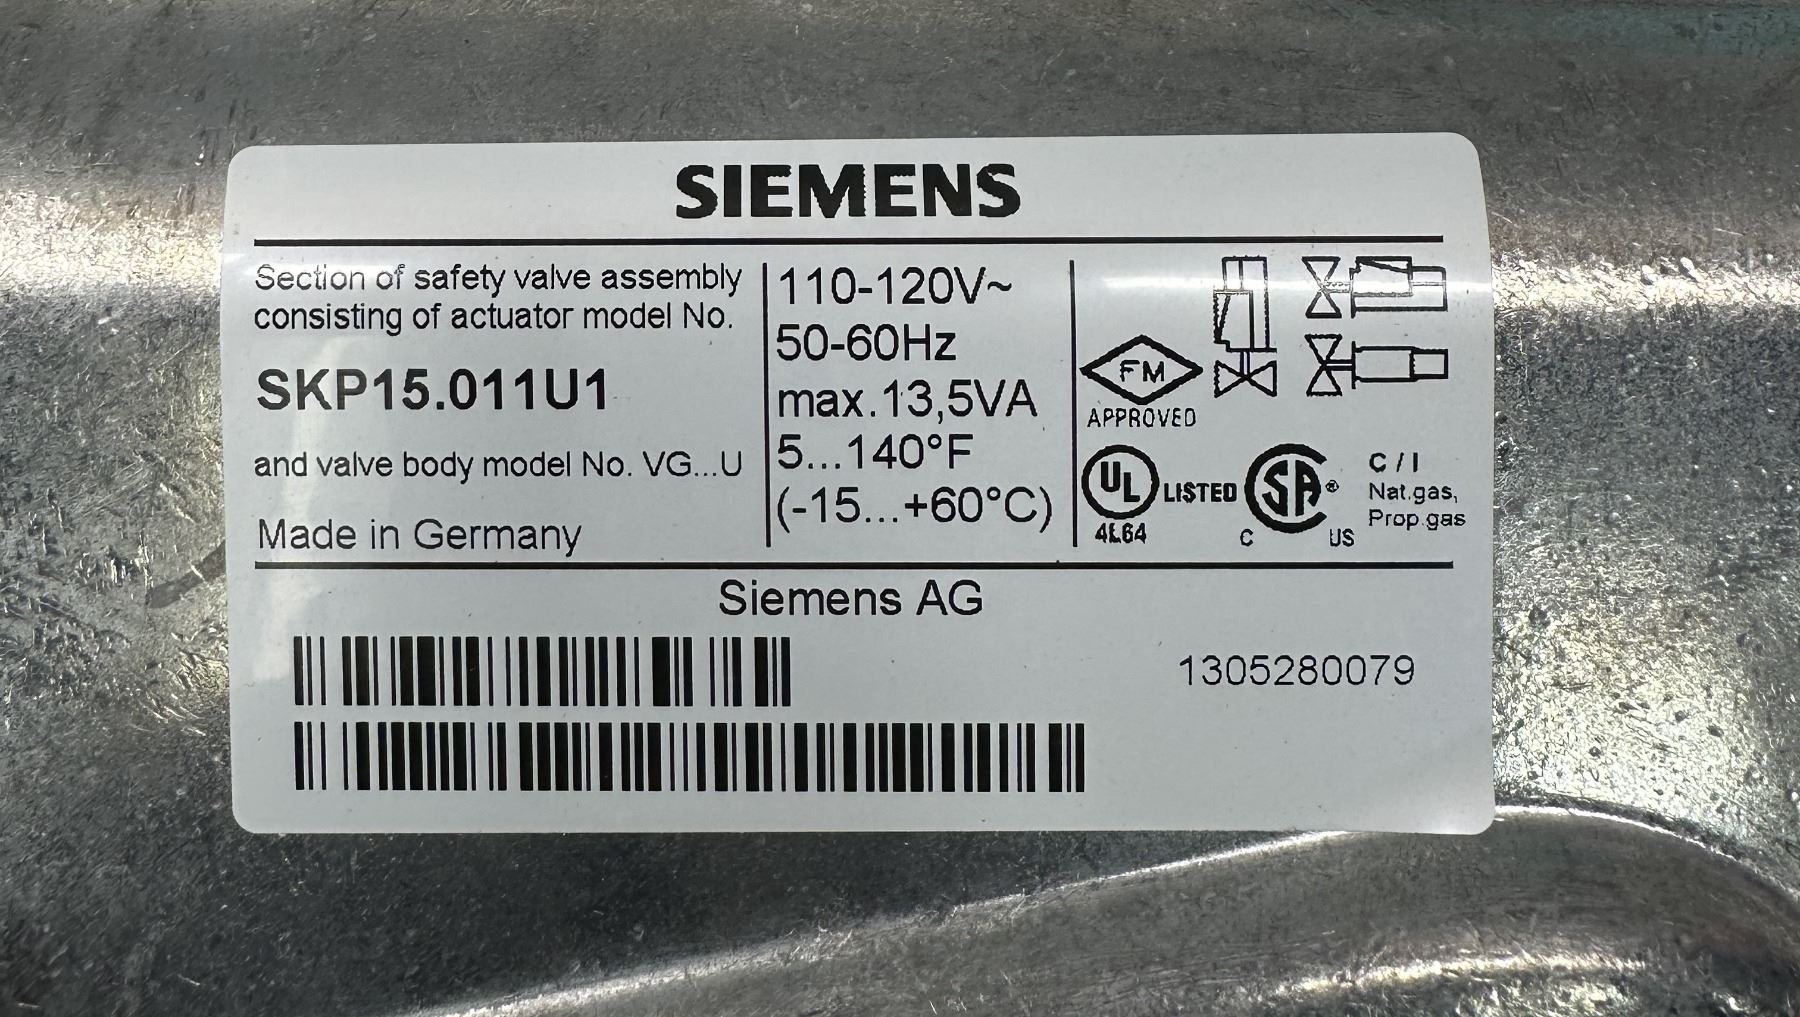 SIEMENS
Section of safety valve assembly
consisting of actuator model No.
SKP15.011U1
and valve body model No. VG...U
Made in Germany
110-120V~
50-60Hz
max.13,5VA
5...140°F
(-15...+60°C)
FM
APPROVED
UL LISTED
4L64
SA®
C US
C / I
Nat.gas,
Prop.gas
Siemens AG
1305280079